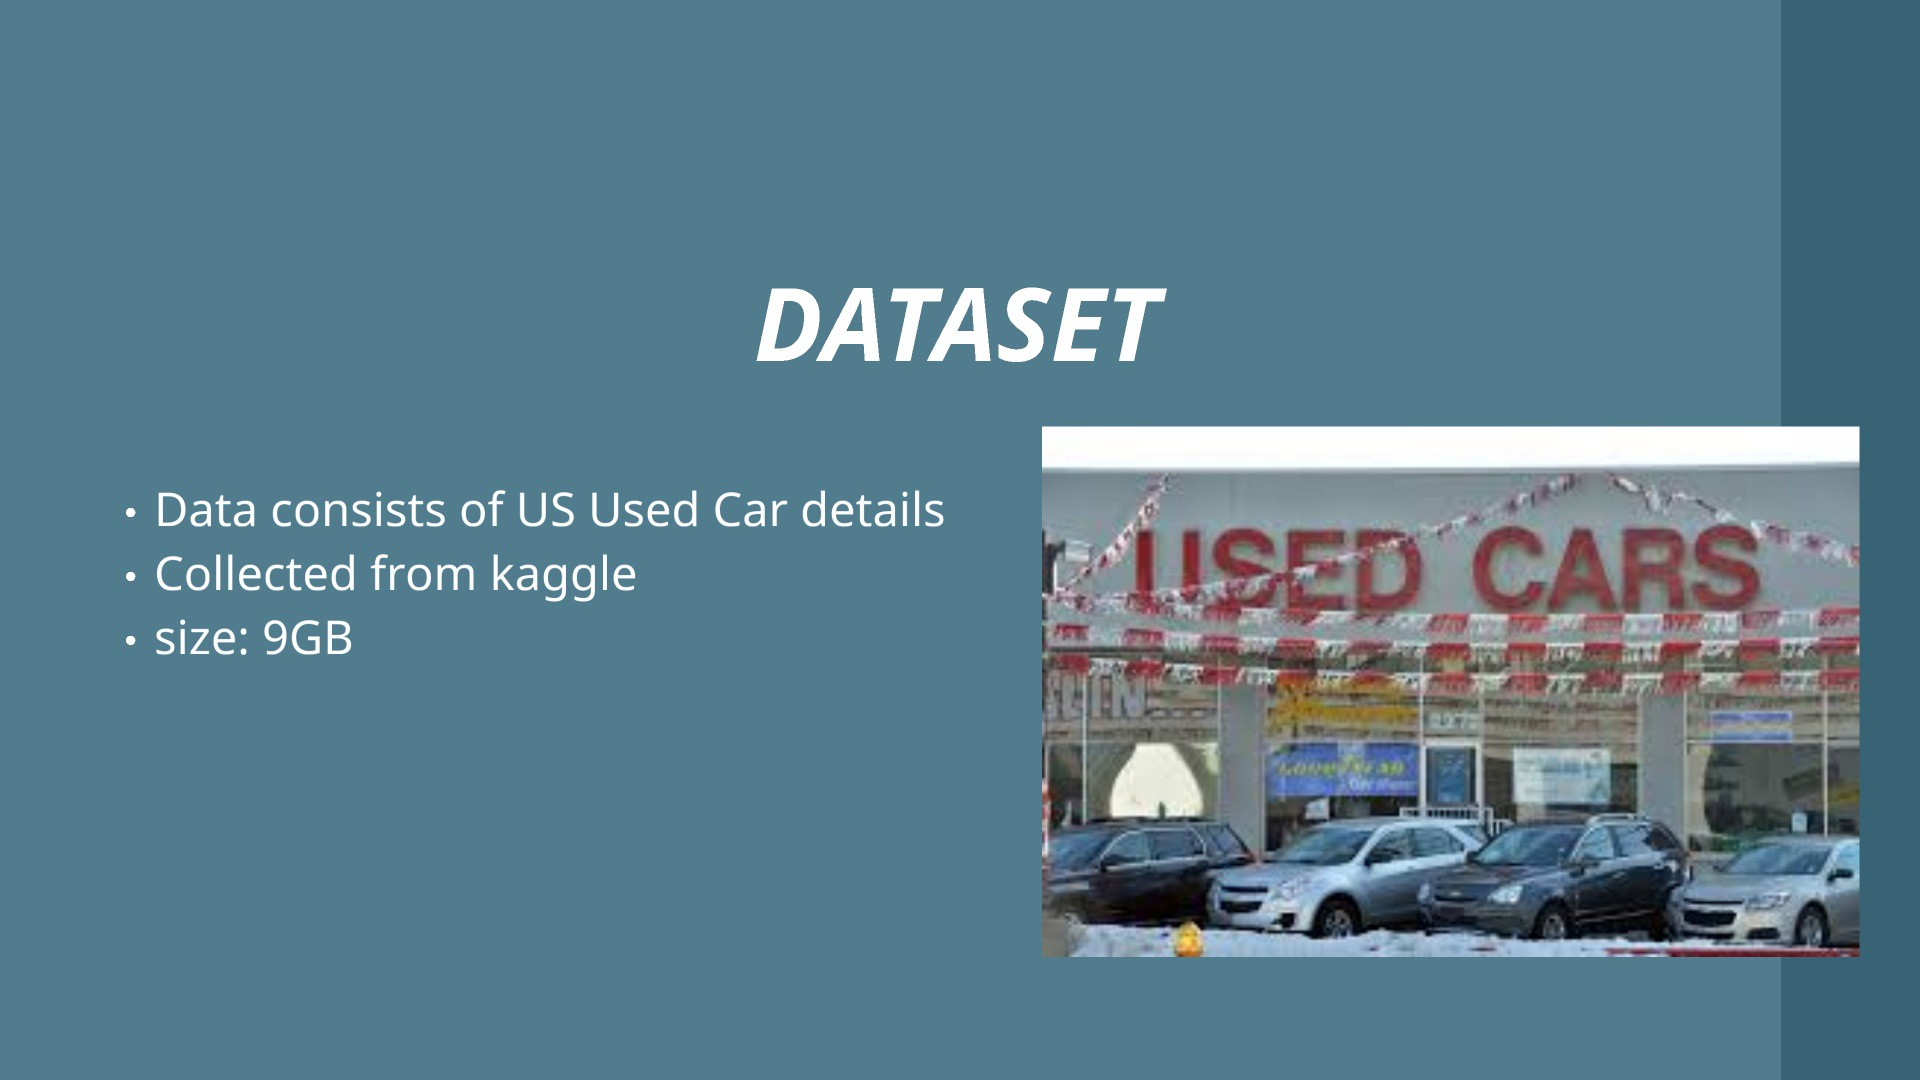 DATASET
• Data consists of US Used Car details
• Collected from kaggle
• size: 9GB
USED CARS